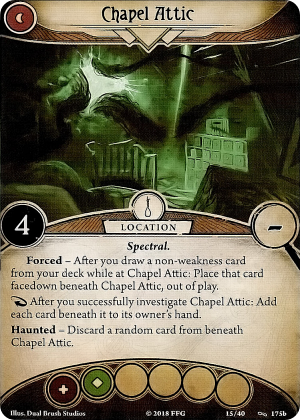 Chapel Attic
4
–
LOCATION
Spectral.
Forced – After you draw a non-weakness card
from your deck while at Chapel Attic: Place that card
facedown beneath Chapel Attic, out of play.
After you successfully investigate Chapel Attic: Add
each card beneath it to its owner's hand.
Haunted – Discard a random card from beneath
Chapel Attic.
Illus. Dual Brush Studios © 2018 FFG 15/40 175b